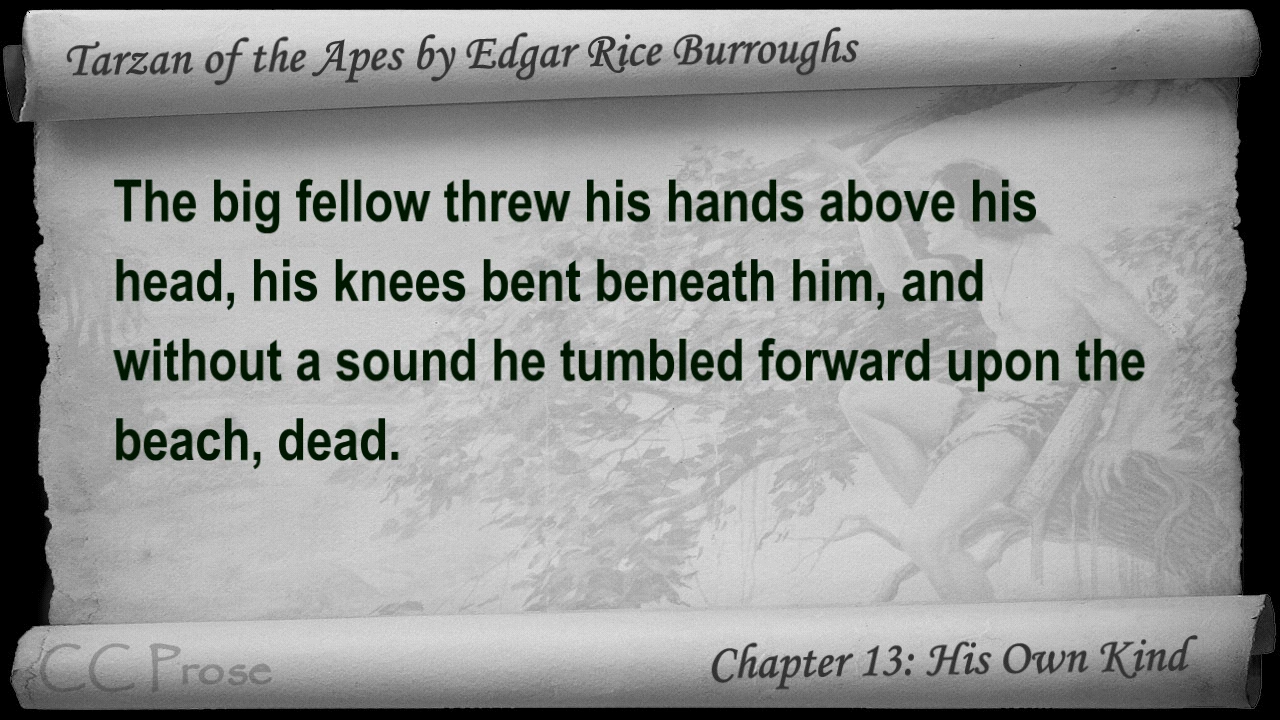 Tarzan of the Apes by Edgar Rice Burroughs
The big fellow threw his hands above his
head, his knees bent beneath him, and
without a sound he tumbled forward upon the
beach, dead.
CC Prose
Chapter 13: His Own Kind